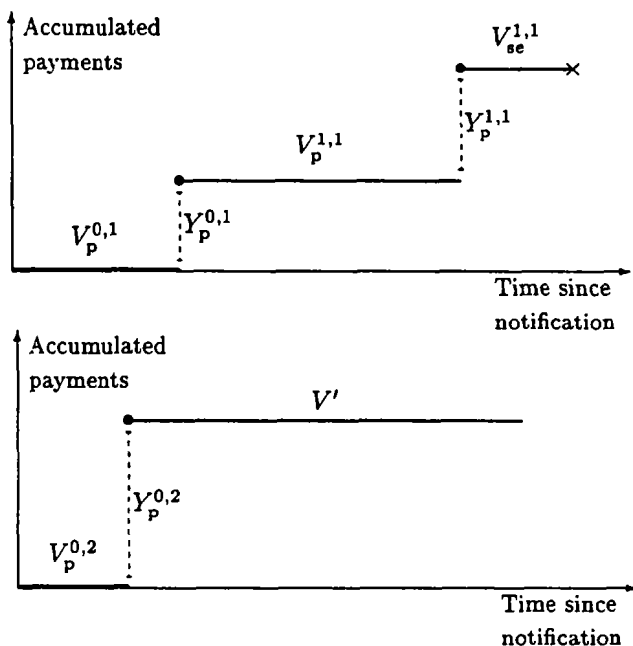 Accumulated
payments
V_se^{1,1}
Y_p^{1,1}
V_p^{1,1}
Y_p^{0,1}
V_p^{0,1}
Time since
notification
Accumulated
payments
V'
Y_p^{0,2}
V_p^{0,2}
Time since
notification